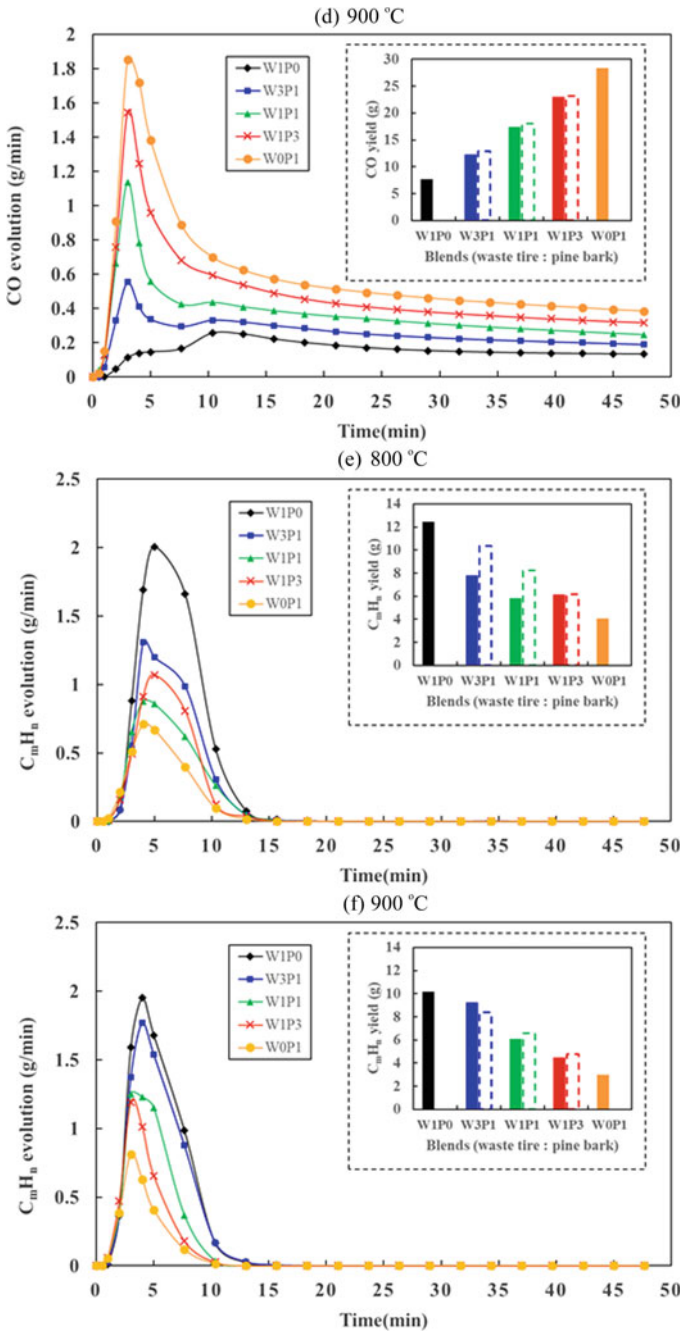 (d) 900 °C
2
1.8
1.6
1.4
1.2
1
0.8
0.6
0.4
0.2
0
CO evolution (g/min)
W1P0
W3P1
W1P1
W1P3
W0P1
30
25
20
15
10
5
0
CO yield (g)
W1P0 W3P1 W1P1 W1P3 W0P1
Blends (waste tire : pine bark)
0 5 10 15 20 25 30 35 40 45 50
Time(min)
(e) 800 °C
2.5
2
1.5
1
0.5
0
CmHn evolution (g/min)
W1P0
W3P1
W1P1
W1P3
W0P1
14
12
10
8
6
4
2
0
CmHn yield (g)
W1P0 W3P1 W1P1 W1P3 W0P1
Blends (waste tire : pine bark)
0 5 10 15 20 25 30 35 40 45 50
Time(min)
(f) 900 °C
2.5
2
1.5
1
0.5
0
CmHn evolution (g/min)
W1P0
W3P1
W1P1
W1P3
W0P1
14
12
10
8
6
4
2
0
CmHn yield (g)
W1P0 W3P1 W1P1 W1P3 W0P1
Blends (waste tire : pine bark)
0 5 10 15 20 25 30 35 40 45 50
Time(min)